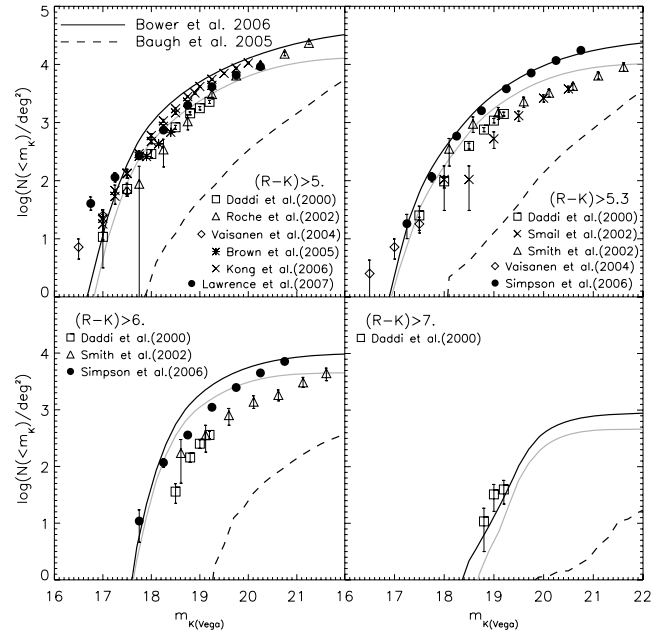 Bower et al. 2006
Baugh et al. 2005
log(N(<m_K)/deg²)
5
4
3
2
1
0
(R-K)>5.
Daddi et al.(2000)
Roche et al.(2002)
Vaisanen et al.(2004)
Brown et al.(2005)
Kong et al.(2006)
Lawrence et al.(2007)
(R-K)>5.3
Daddi et al.(2000)
Smail et al.(2002)
Smith et al.(2002)
Vaisanen et al.(2004)
Simpson et al.(2006)
log(N(<m_K)/deg²)
4
3
2
1
0
(R-K)>6.
Daddi et al.(2000)
Smith et al.(2002)
Simpson et al.(2006)
(R-K)>7.
Daddi et al.(2000)
16 17 18 19 20 21 16 17 18 19 20 21 22
m_K(Vega) m_K(Vega)